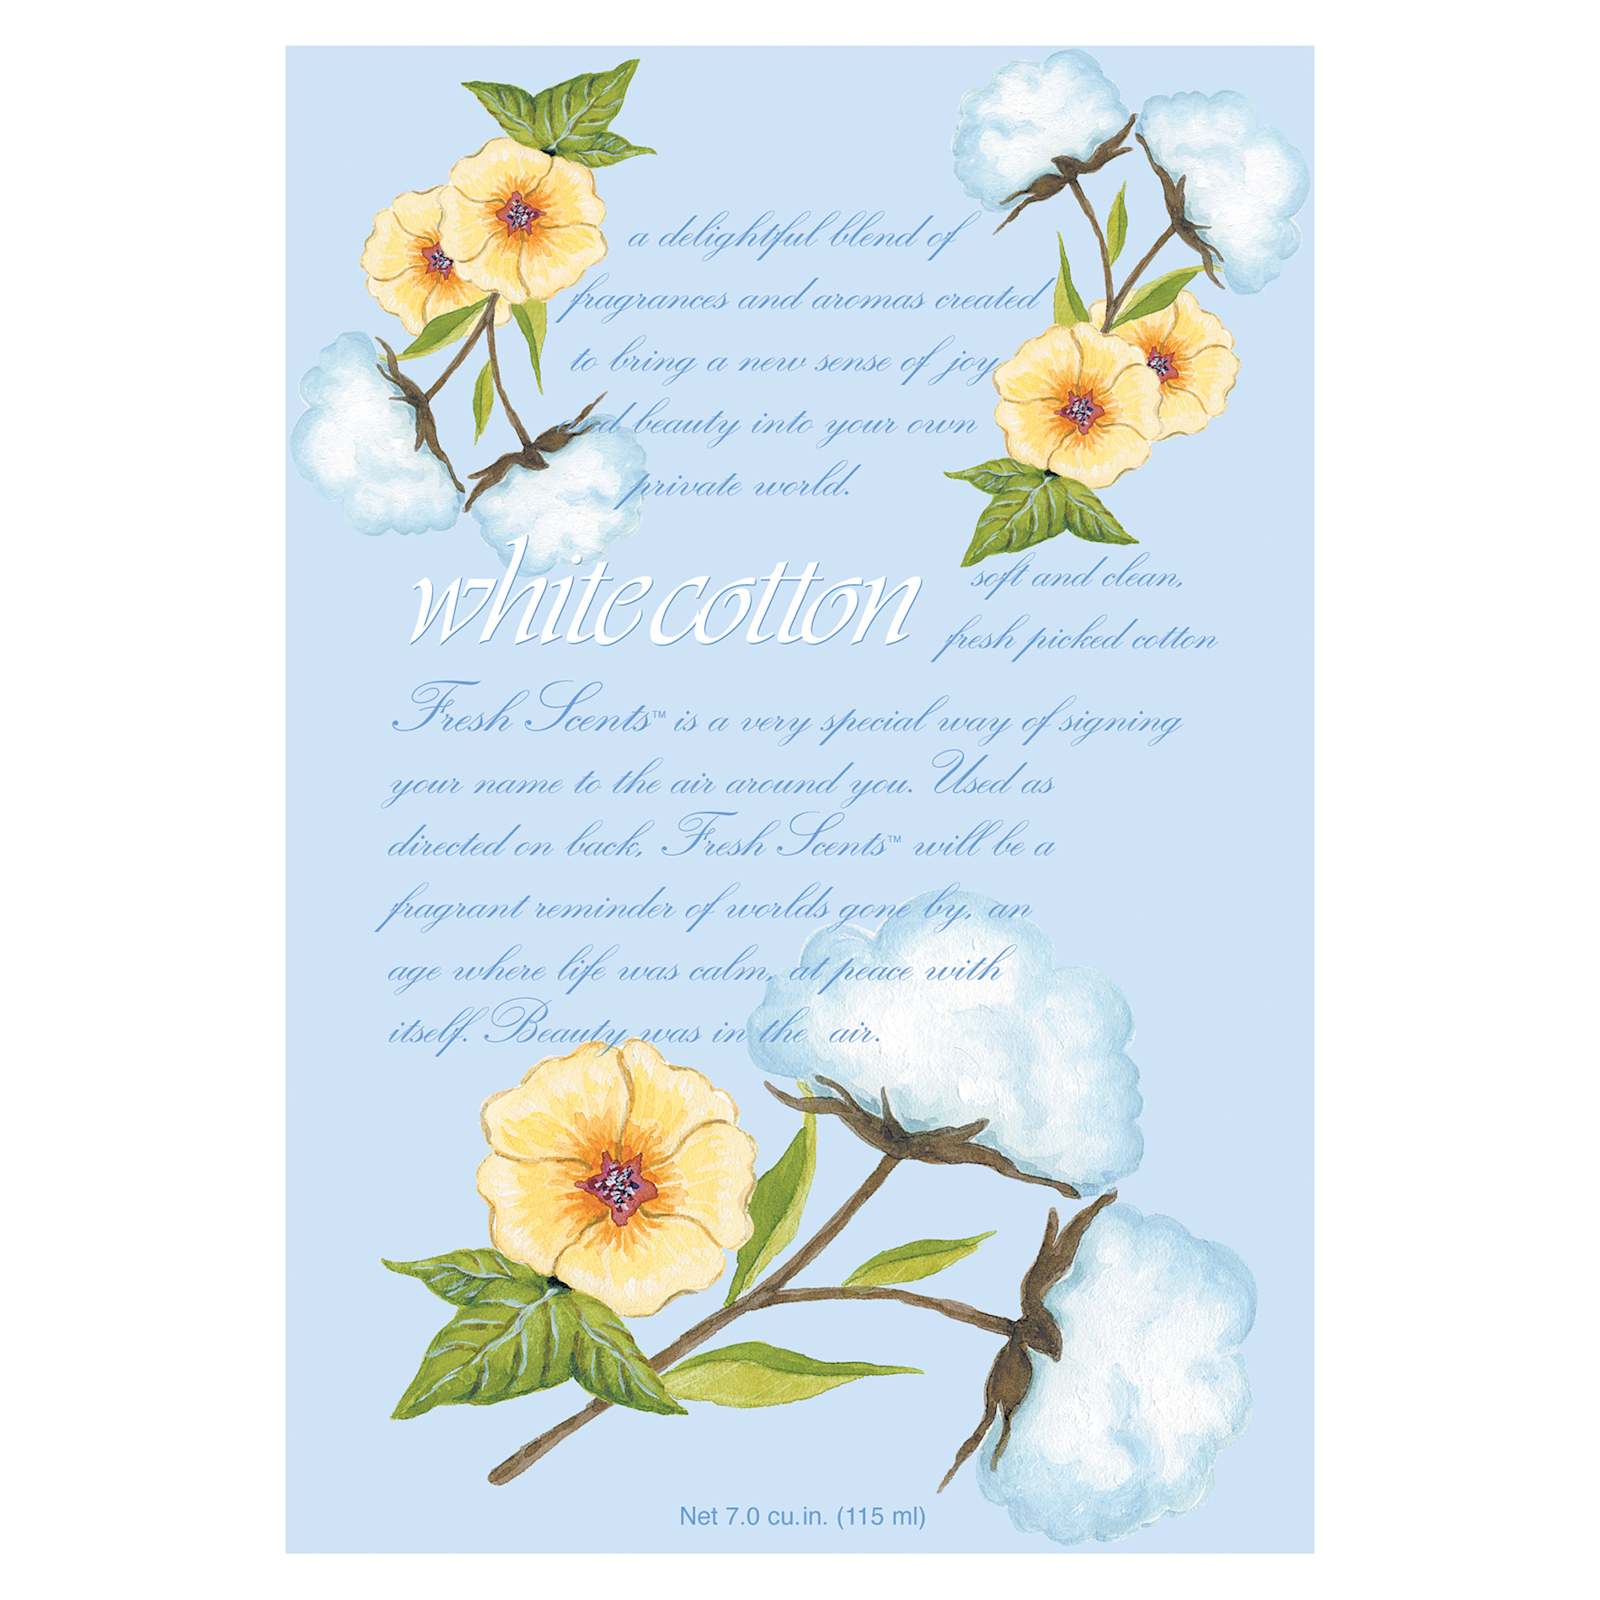 a delightful blend of
fragrances and aromas created
to bring a new sense of joy
and beauty into your own
private world.
white cotton
soft and clean,
fresh picked cotton
Fresh Scents™ is a very special way of signing
your name to the air around you. Used as
directed on back, Fresh Scents™ will be a
fragrant reminder of worlds gone by, an
age where life was calm, at peace with
itself. Beauty was in the air.
Net 7.0 cu.in. (115 ml)